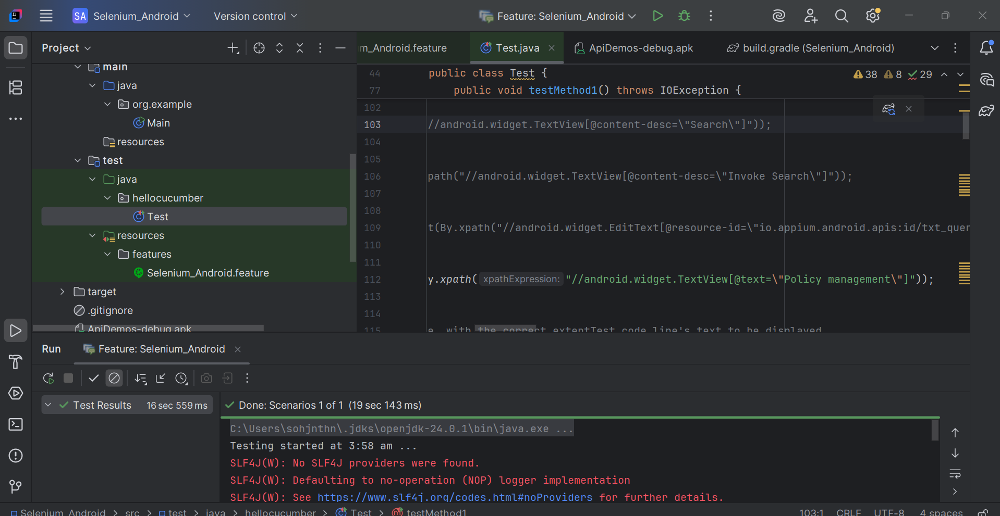 SA Selenium_Android Version control Feature: Selenium_Android
Project
main
java
org.example
Main
resources
test
java
hellocucumber
Test
resources
features
Selenium_Android.feature
target
.gitignore
ApiDemos-debug.apk
m_Android.feature Test.java ApiDemos-debug.apk build.gradle (Selenium_Android)
44 public class Test {
38 8 29
77 public void testMethod1() throws IOException {
102
103 //android.widget.TextView[@content-desc=\"Search\"]"));
104
105
106 path("//android.widget.TextView[@content-desc=\"Invoke Search\"]"));
107
108
109 t(By.xpath("//android.widget.EditText[@resource-id=\"io.appium.android.apis:id/txt_quer
110
111
112 y.xpath( xpathExpression: "//android.widget.TextView[@text=\"Policy management\"]"));
113
114
115 e with the correct extentTest code line's text to be displayed
Run Feature: Selenium_Android
Test Results 16 sec 559 ms
Done: Scenarios 1 of 1 (19 sec 143 ms)
C:\Users\sohjnthn\.jdks\openjdk-24.0.1\bin\java.exe ...
Testing started at 3:58 am ...
SLF4J(W): No SLF4J providers were found.
SLF4J(W): Defaulting to no-operation (NOP) logger implementation
SLF4J(W): See https://www.slf4j.org/codes.html#noProviders for further details.
Selenium_Android > src > test > java > hellocucumber > Test > testMethod1 103:1 CRLF UTF-8 4 spaces